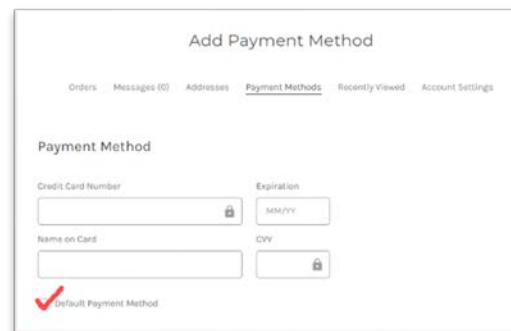 Add Payment Method
Orders Messages (0) Addresses Payment Methods Recently Viewed Account Settings
Payment Method
Credit Card Number Expiration
MM/YY
Name on Card CVV
Default Payment Method